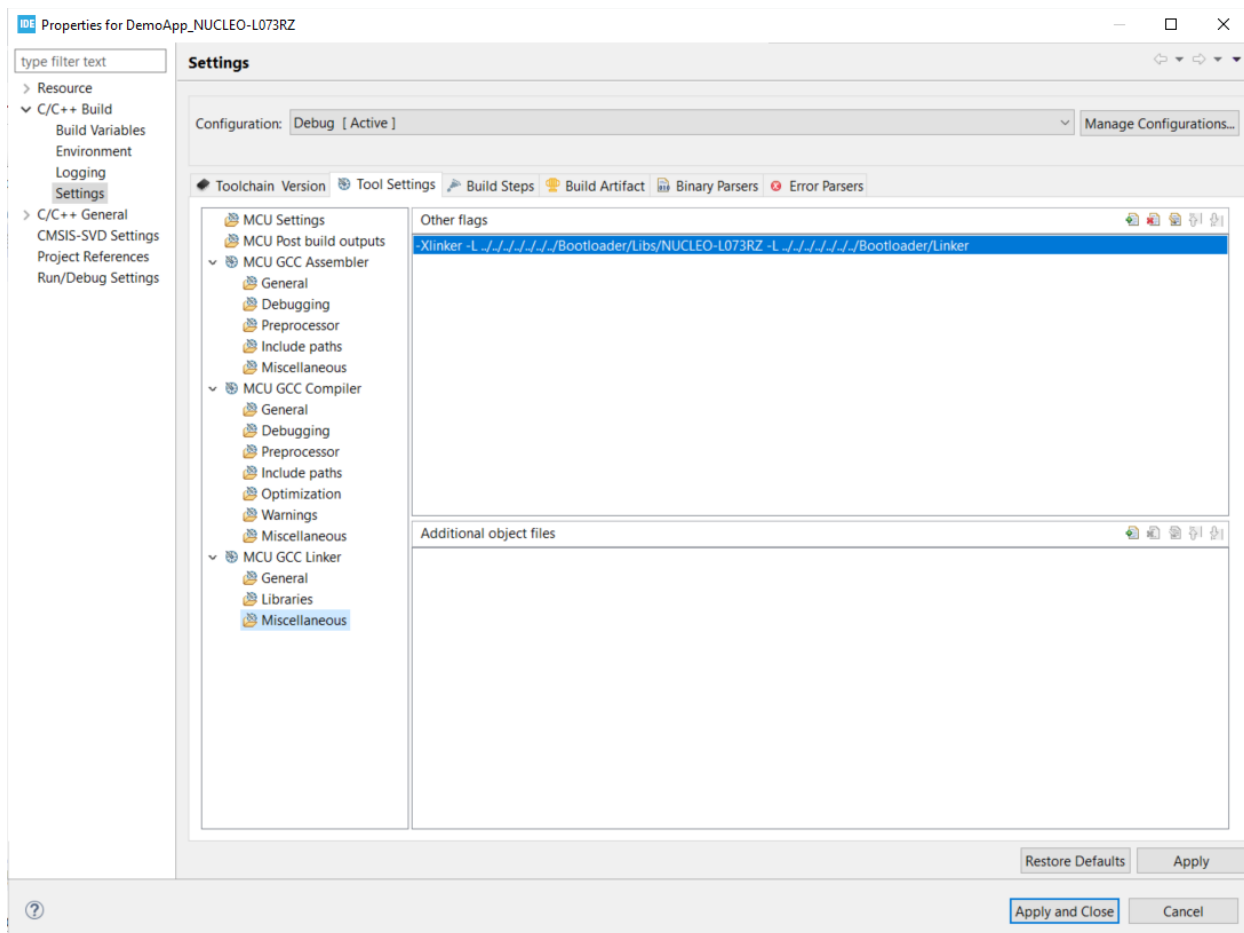 IDE Properties for DemoApp_NUCLEO-L073RZ
type filter text
Resource
C/C++ Build
Build Variables
Environment
Logging
Settings
C/C++ General
CMSIS-SVD Settings
Project References
Run/Debug Settings
Settings
Configuration: Debug [ Active ]
Manage Configurations...
Toolchain Version Tool Settings Build Steps Build Artifact Binary Parsers Error Parsers
MCU Settings
MCU Post build outputs
MCU GCC Assembler
General
Debugging
Preprocessor
Include paths
Miscellaneous
MCU GCC Compiler
General
Debugging
Preprocessor
Include paths
Optimization
Warnings
Miscellaneous
MCU GCC Linker
General
Libraries
Miscellaneous
Other flags
-Xlinker -L ../../../../../../../Bootloader/Libs/NUCLEO-L073RZ -L ../../../../../../../Bootloader/Linker
Additional object files
Restore Defaults
Apply
Apply and Close
Cancel